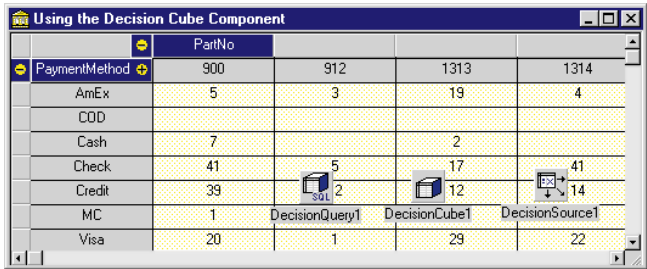 Using the Decision Cube Component
PartNo
PaymentMethod 900 912 1313 1314
AmEx 5 3 19 4
COD
Cash 7 2
Check 41 5 17 41
Credit 39 2 12 14
SQL
MC 1 DecisionQuery1 DecisionCube1 DecisionSource1
Visa 20 1 29 22